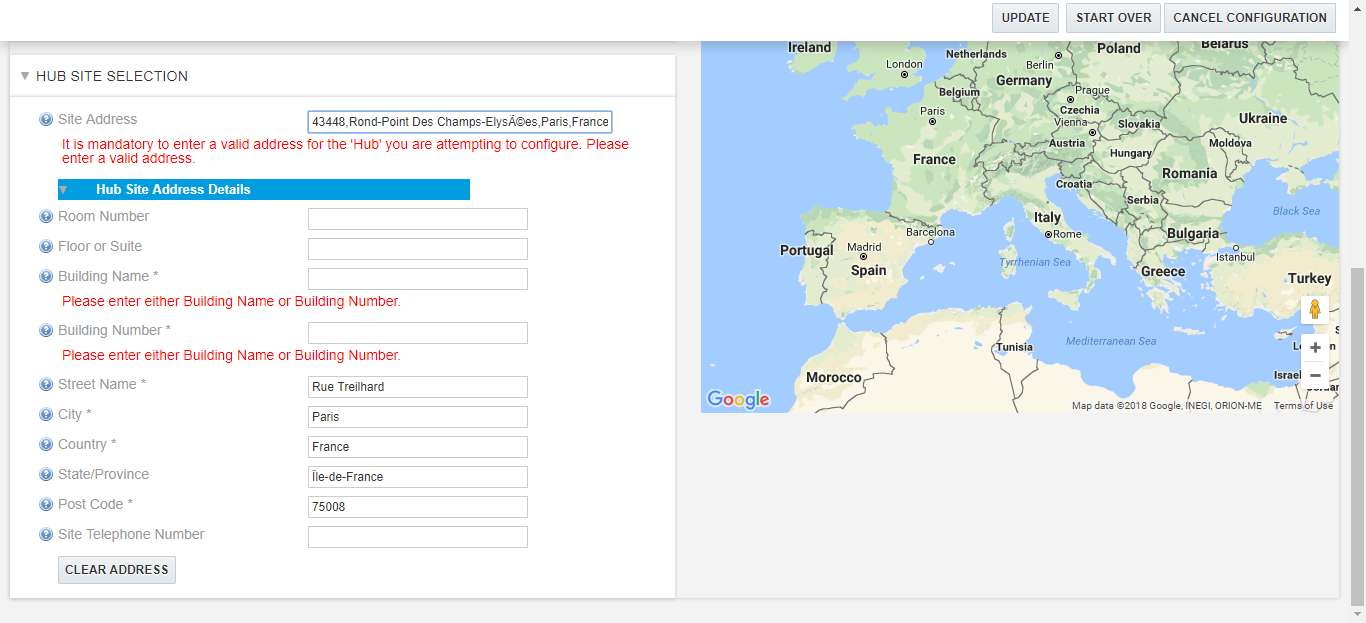 UPDATE
START OVER
CANCEL CONFIGURATION
HUB SITE SELECTION
Site Address
43448,Rond-Point Des Champs-ElysÃ©es,Paris,France
It is mandatory to enter a valid address for the 'Hub' you are attempting to configure. Please
enter a valid address.
Hub Site Address Details
Room Number
Floor or Suite
Building Name *
Please enter either Building Name or Building Number.
Building Number *
Please enter either Building Name or Building Number.
Street Name *
Rue Treilhard
City *
Paris
Country *
France
State/Province
Île-de-France
Post Code *
75008
Site Telephone Number
CLEAR ADDRESS
Ireland
Netherlands
Poland
Belarus
London
Berlin
Germany
Belgium
Prague
Paris
Czechia
Vienna
Slovakia
Ukraine
Austria
Moldova
France
Hungary
Romania
Croatia
Serbia
Italy
Black Sea
Barcelona
Rome
Bulgaria
Portugal
Madrid
Istanbul
Tyrrhenian Sea
Spain
Greece
Turkey
Mediterranean Sea
Tunisia
Israel
Morocco
Google
Map data ©2018 Google, INEGI, ORION-ME
Terms of Use